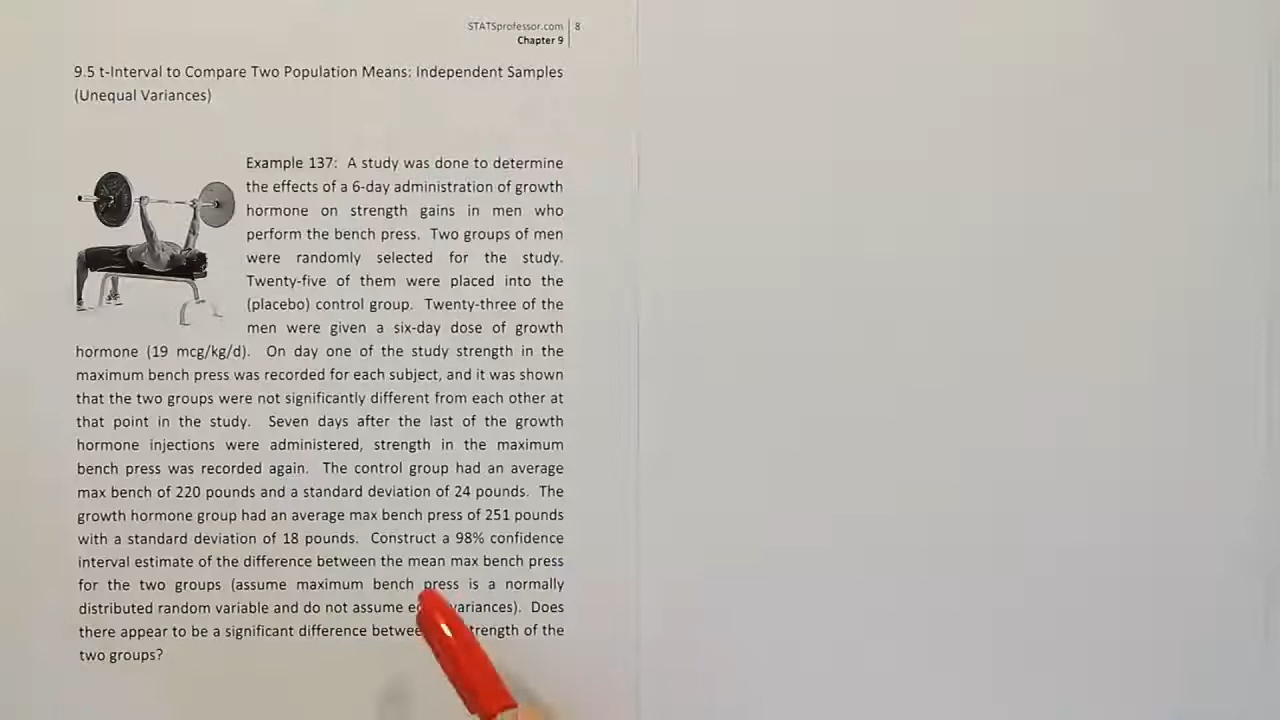 STATSprofessor.com 8
Chapter 9
9.5 t-Interval to Compare Two Population Means: Independent Samples
(Unequal Variances)
Example 137: A study was done to determine
the effects of a 6-day administration of growth
hormone on strength gains in men who
perform the bench press. Two groups of men
were randomly selected for the study.
Twenty-five of them were placed into the
(placebo) control group. Twenty-three of the
men were given a six-day dose of growth
hormone (19 mcg/kg/d). On day one of the study strength in the
maximum bench press was recorded for each subject, and it was shown
that the two groups were not significantly different from each other at
that point in the study. Seven days after the last of the growth
hormone injections were administered, strength in the maximum
bench press was recorded again. The control group had an average
max bench of 220 pounds and a standard deviation of 24 pounds. The
growth hormone group had an average max bench press of 251 pounds
with a standard deviation of 18 pounds. Construct a 98% confidence
interval estimate of the difference between the mean max bench press
for the two groups (assume maximum bench press is a normally
distributed random variable and do not assume variances). Does
there appear to be a significant difference of the
two groups?